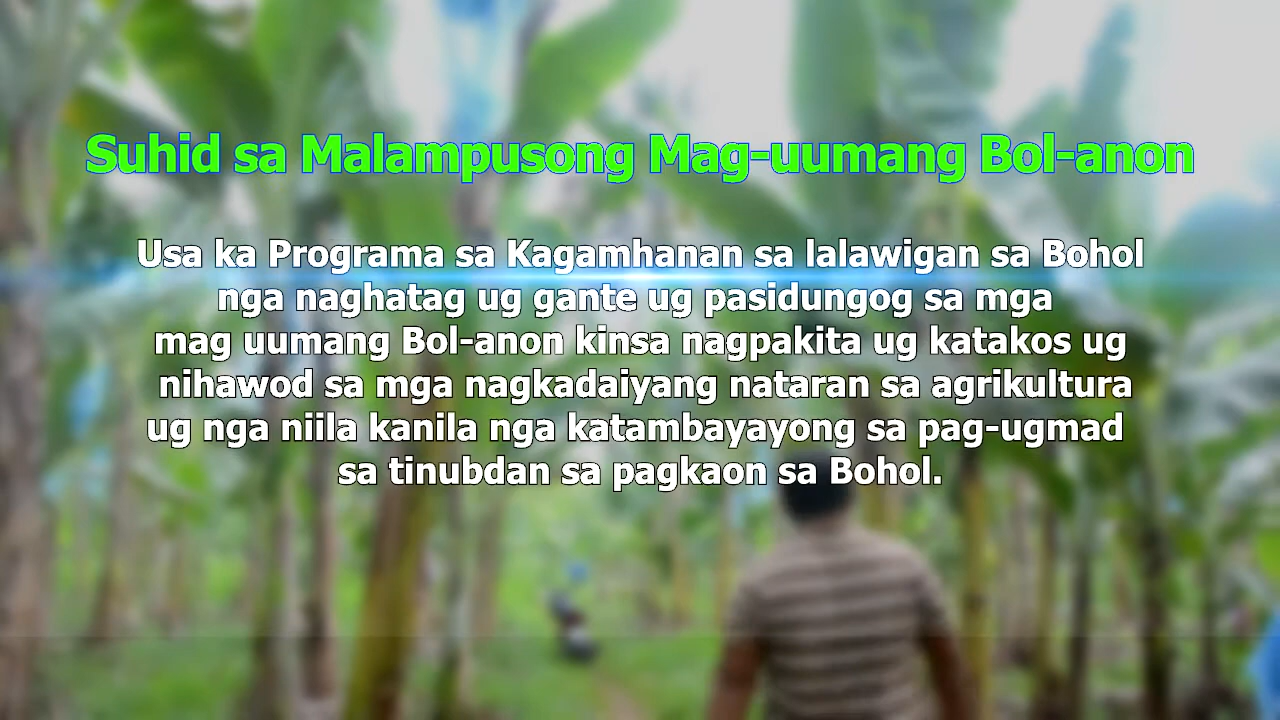 Suhid sa Malampusong Mag-uumang Bol-anon
Usa ka Programa sa Kagamhanan sa lalawigan sa Bohol
nga naghatag ug gante ug pasidungog sa mga
mag uumang Bol-anon kinsa nagpakita ug katakos ug
nihawod sa mga nagkadaiyang nataran sa agrikultura
ug nga niila kanila nga katambayayong sa pag-ugmad
sa tinubdan sa pagkaon sa Bohol.